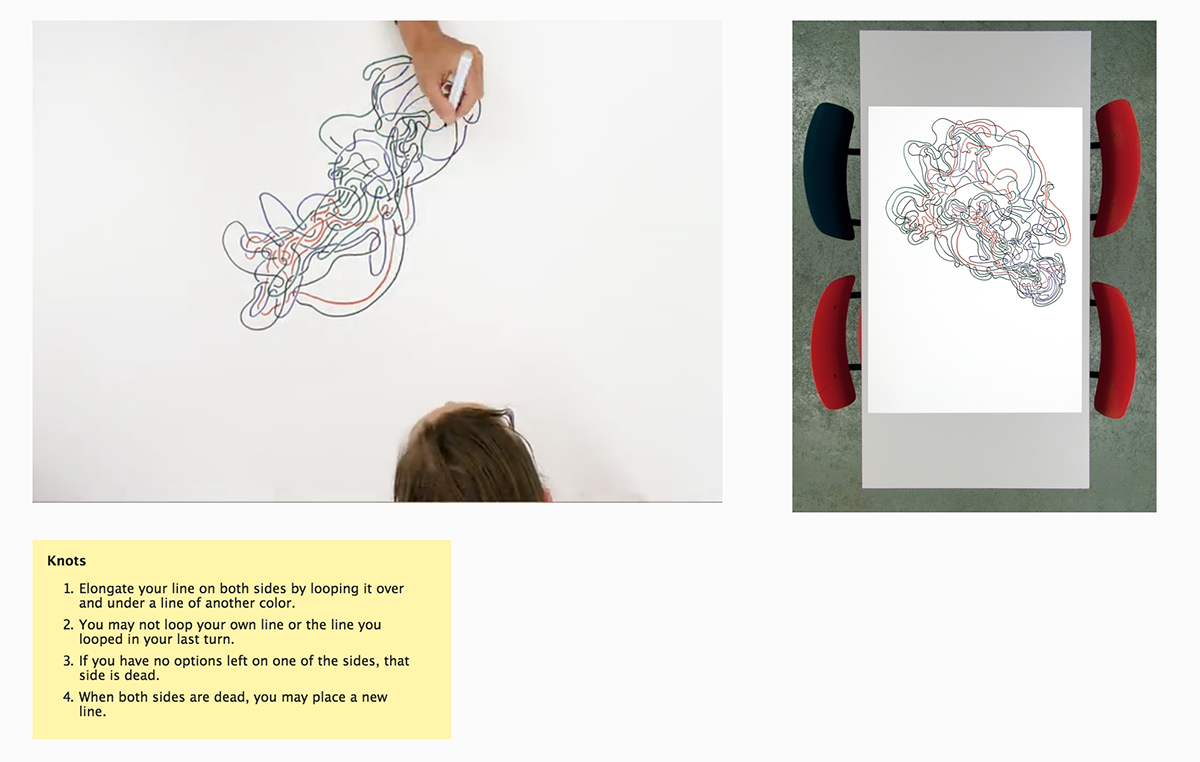 Knots
1. Elongate your line on both sides by looping it over
and under a line of another color.
2. You may not loop your own line or the line you
looped in your last turn.
3. If you have no options left on one of the sides, that
side is dead.
4. When both sides are dead, you may place a new
line.